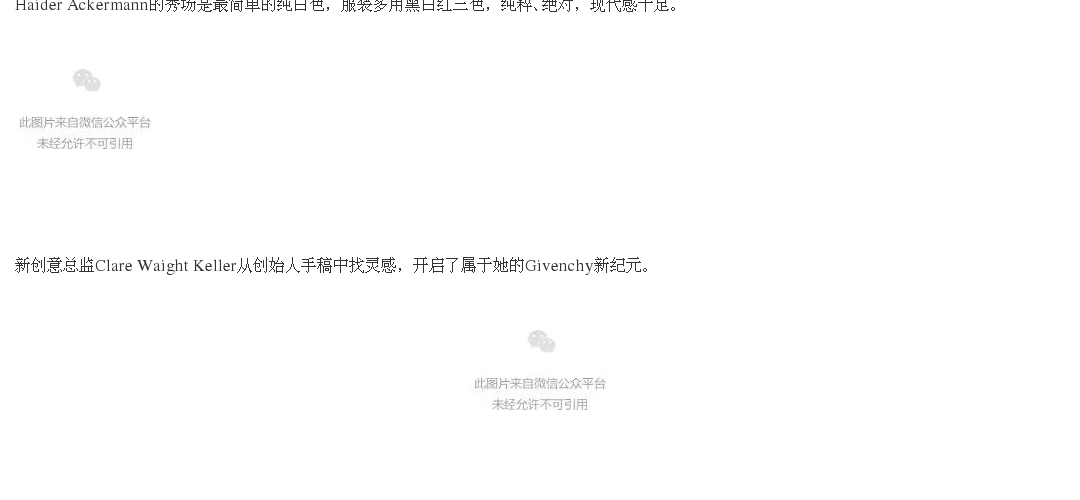 Haider Ackermann的秀场是最简单的纯白色，服装多用黑白红三色，纯粹、绝对，现代感十足。
此图片来自微信公众平台
未经允许不可引用
新创意总监Clare Waight Keller从创始人手稿中找灵感，开启了属于她的Givenchy新纪元。
此图片来自微信公众平台
未经允许不可引用